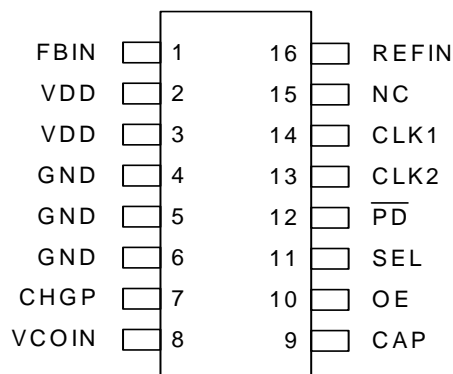 FBIN 1 16 REFIN
VDD 2 15 NC
VDD 3 14 CLK1
GND 4 13 CLK2
GND 5 12 PD
GND 6 11 SEL
CHGP 7 10 OE
VCOIN 8 9 CAP